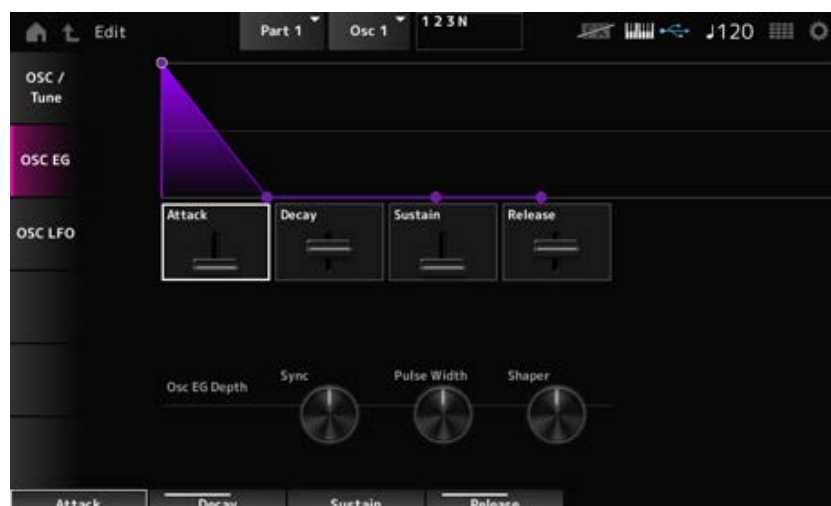 Edit
Part 1
Osc 1
1 2 3 N
♩120
OSC /
Tune
OSC EG
OSC LFO
Attack
Decay
Sustain
Release
Osc EG Depth
Sync
Pulse Width
Shaper
Attack
Decay
Sustain
Release